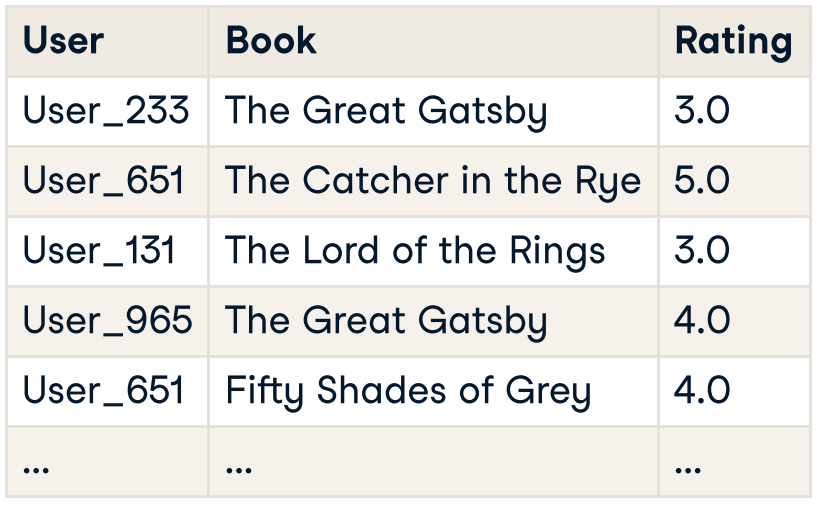 User Book Rating
User_233 The Great Gatsby 3.0
User_651 The Catcher in the Rye 5.0
User_131 The Lord of the Rings 3.0
User_965 The Great Gatsby 4.0
User_651 Fifty Shades of Grey 4.0
... ... ...